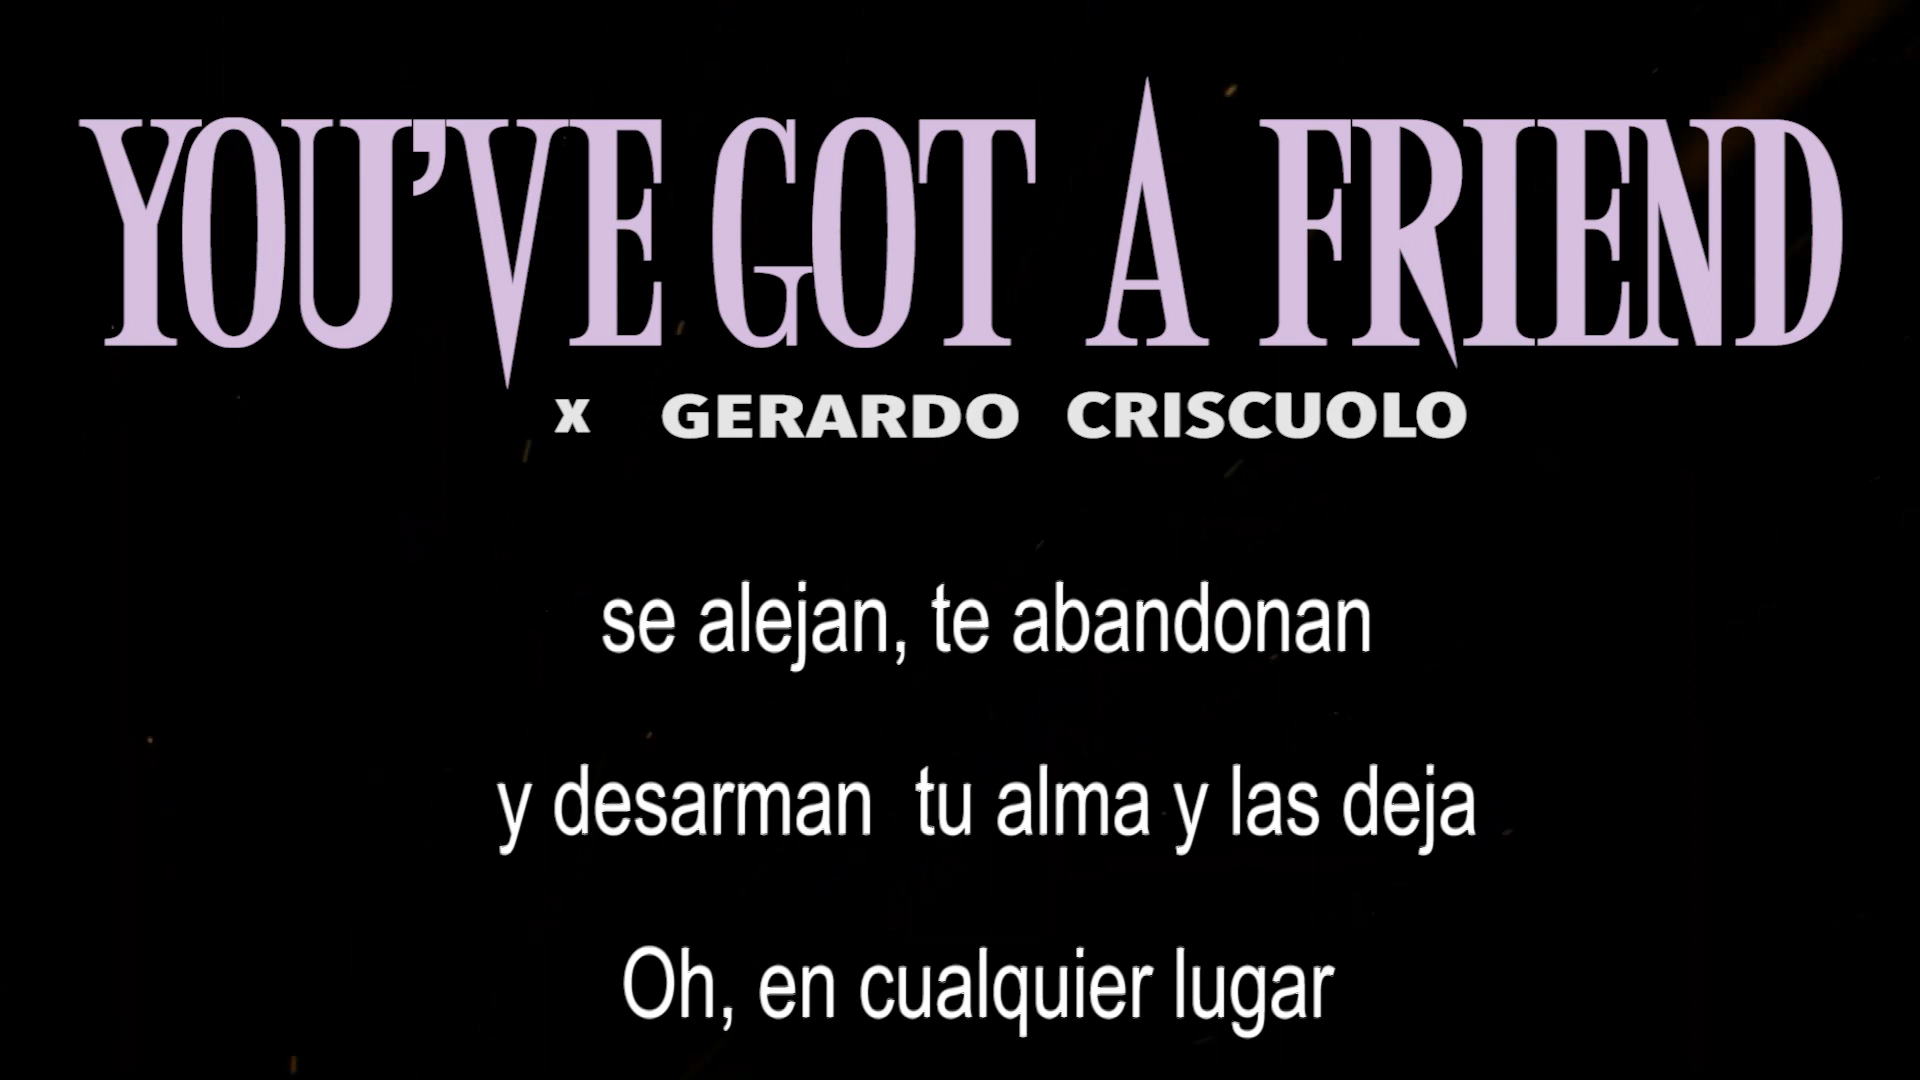 YOU'VE GOT A FRIEND
x GERARDO CRISCUOLO
se alejan, te abandonan
y desarman tu alma y las deja
Oh, en cualquier lugar